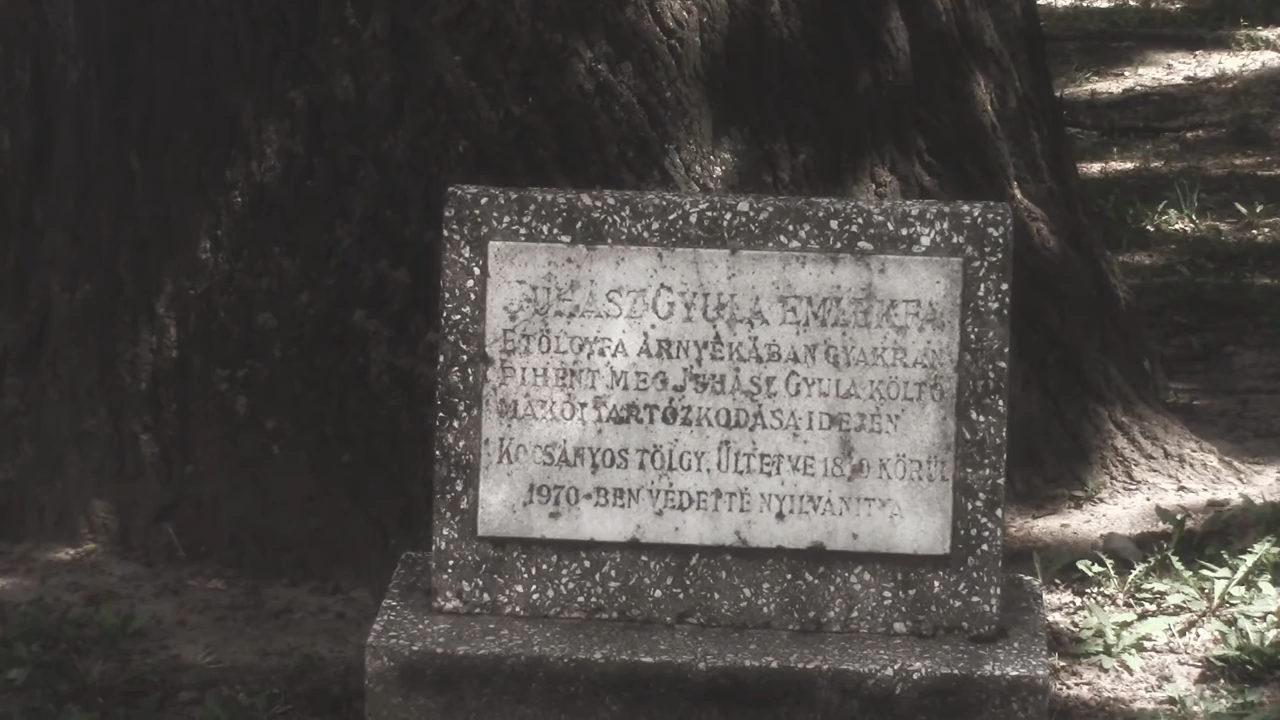 JUHÁSZ GYULA EMLÉKFA
E TÖLGYFA ÁRNYÉKÁBAN GYAKRAN
PIHENT MEG JUHÁSZ GYULA KÖLTŐ
MAKÓI TARTÓZKODÁSA IDEJÉN
KOCSÁNYOS TÖLGY, ÜLTETVE KÖRÜL
1970-BEN VÉDETTÉ NYILVÁNÍTVA